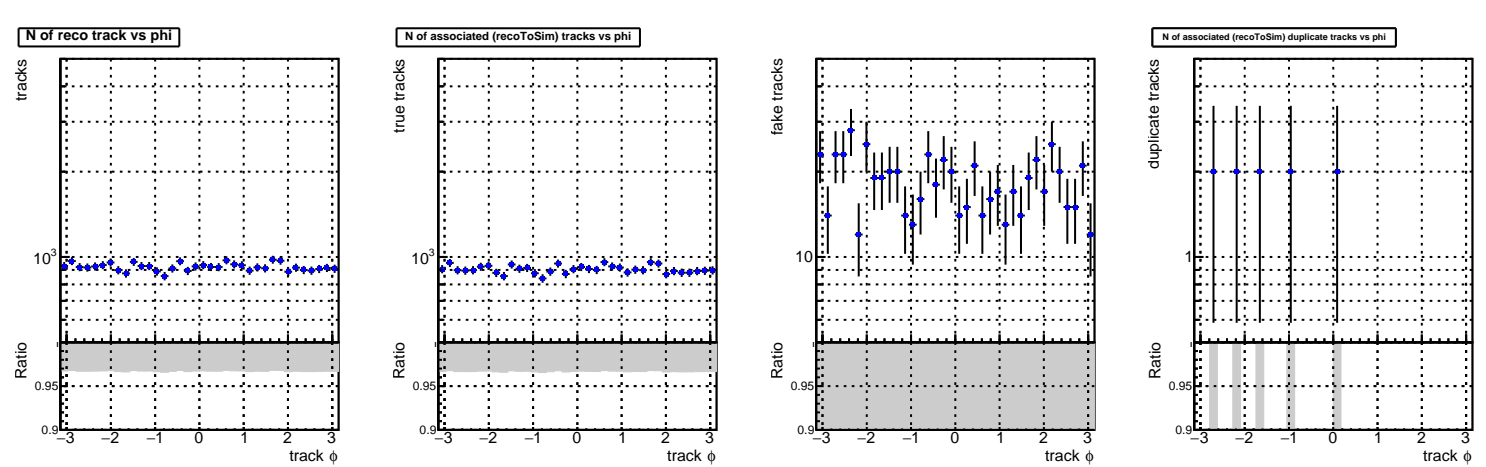 N of reco track vs phi
tracks
10³
Ratio
1
0.95
0.9
−3 −2 −1 0 1 2 3
track ϕ
N of associated (recoToSim) tracks vs phi
true tracks
10³
Ratio
1
0.95
0.9
−3 −2 −1 0 1 2 3
track ϕ
fake tracks
10
Ratio
1
0.95
0.9
−3 −2 −1 0 1 2 3
track ϕ
N of associated (recoToSim) duplicate tracks vs phi
duplicate tracks
1
Ratio
1
0.95
0.9
−3 −2 −1 0 1 2 3
track ϕ